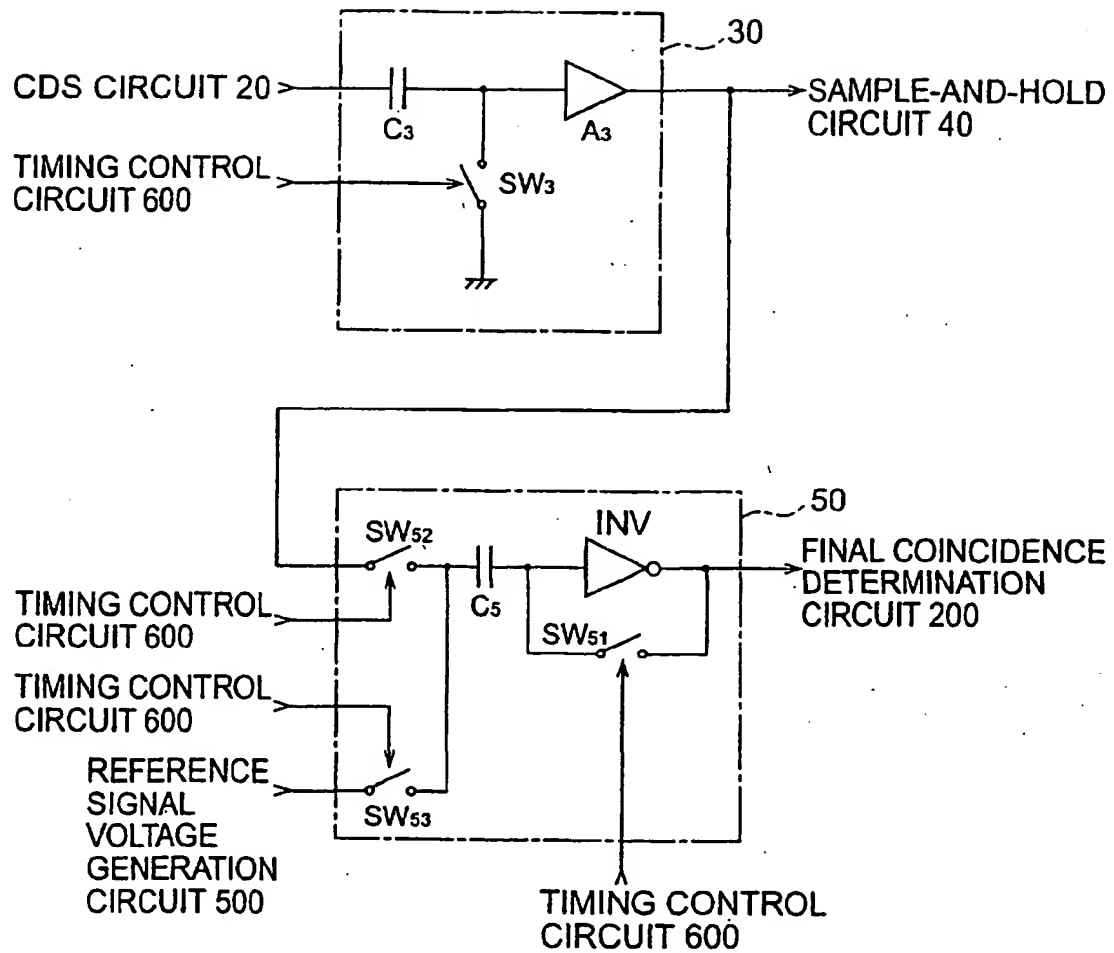 30
CDS CIRCUIT 20
C3
A3
SAMPLE-AND-HOLD
CIRCUIT 40
TIMING CONTROL
CIRCUIT 600
SW3
50
SW52
C5
INV
FINAL COINCIDENCE
DETERMINATION
CIRCUIT 200
TIMING CONTROL
CIRCUIT 600
SW51
TIMING CONTROL
CIRCUIT 600
REFERENCE
SIGNAL
VOLTAGE
GENERATION
CIRCUIT 500
SW53
TIMING CONTROL
CIRCUIT 600